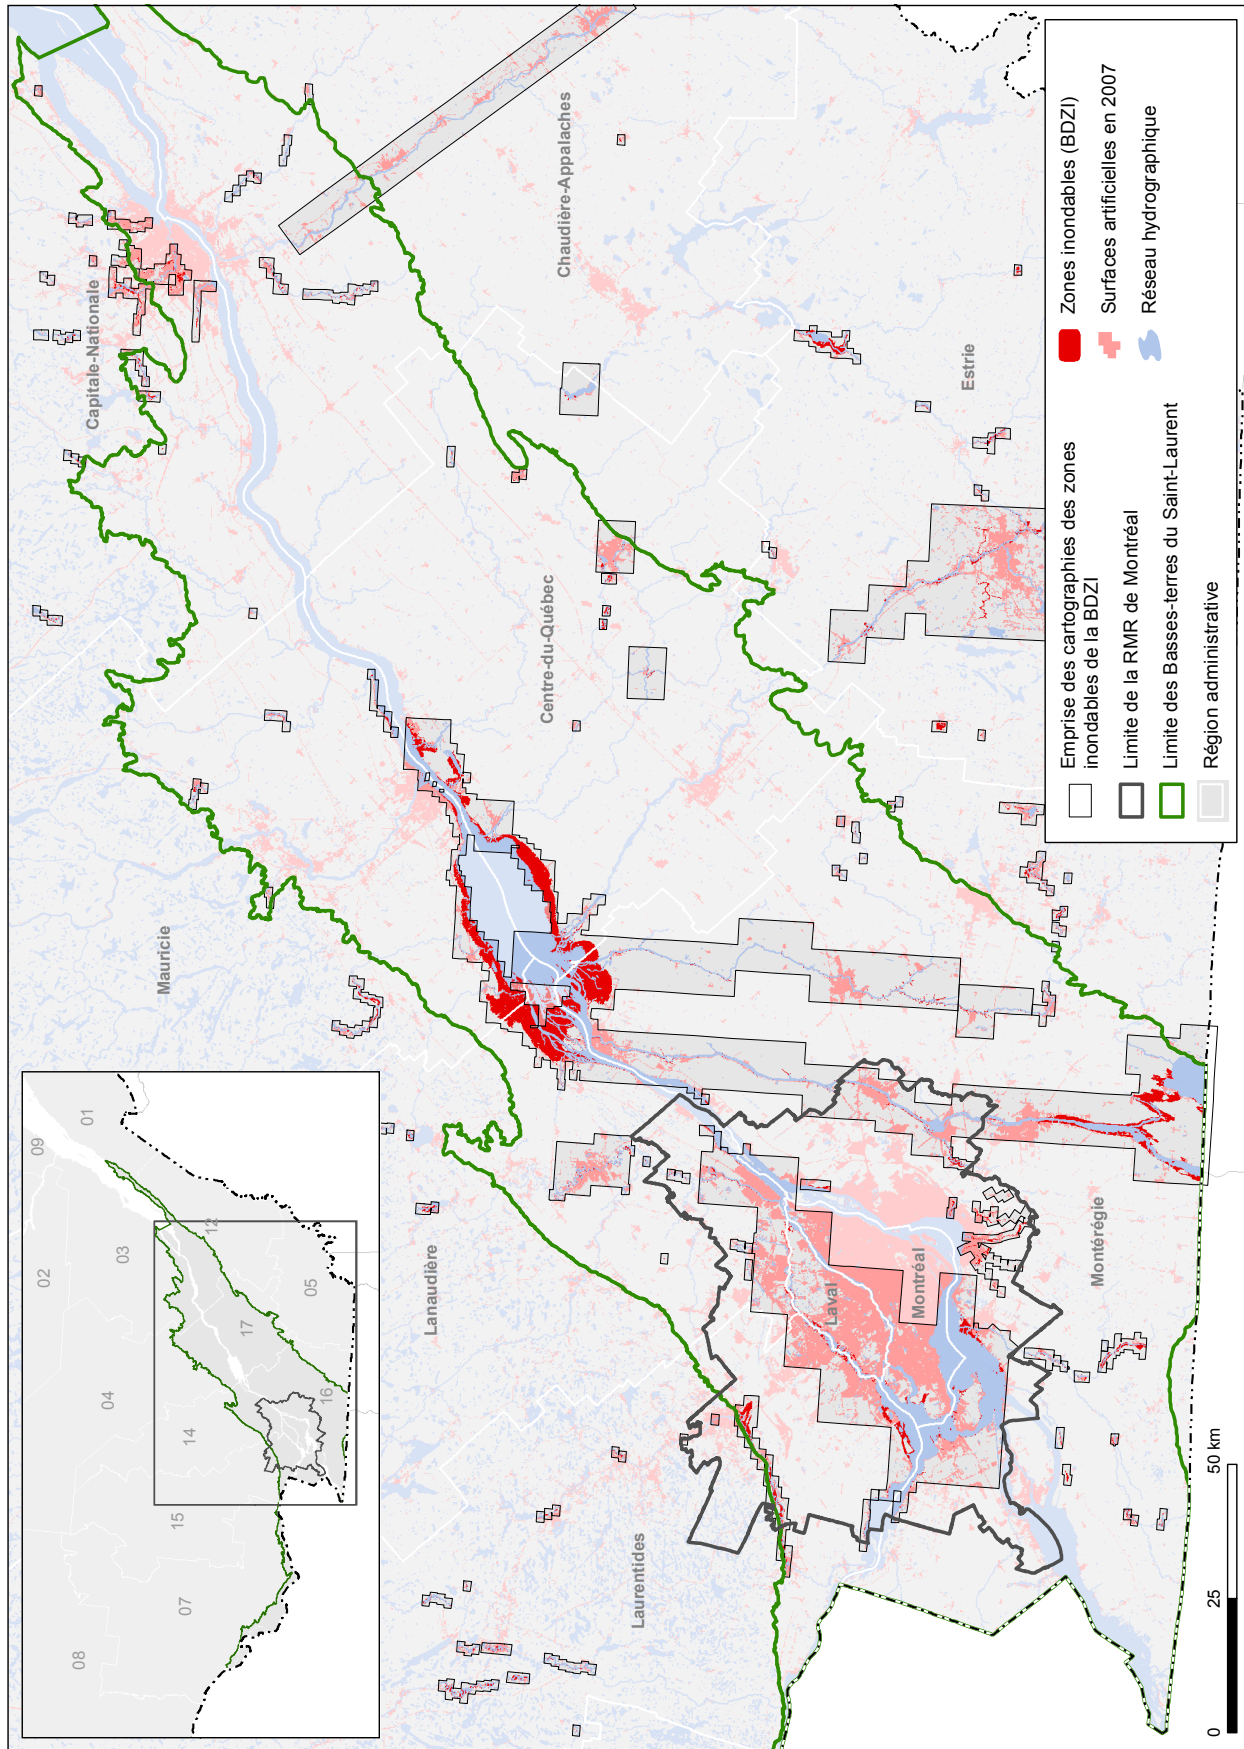 09
01
02
03
12
05
04
17
14
16
15
07
08
Capitale-Nationale
Chaudière-Appalaches
Mauricie
Centre-du-Québec
Estrie
Lanaudière
Laurentides
Laval
Montréal
Montérégie
Emprise des cartographies des zones
inondables de la BDZI
Limite de la RMR de Montréal
Limite des Basses-terres du Saint-Laurent
Région administrative
Zones inondables (BDZI)
Surfaces artificielles en 2007
Réseau hydrographique
0
25
50 km